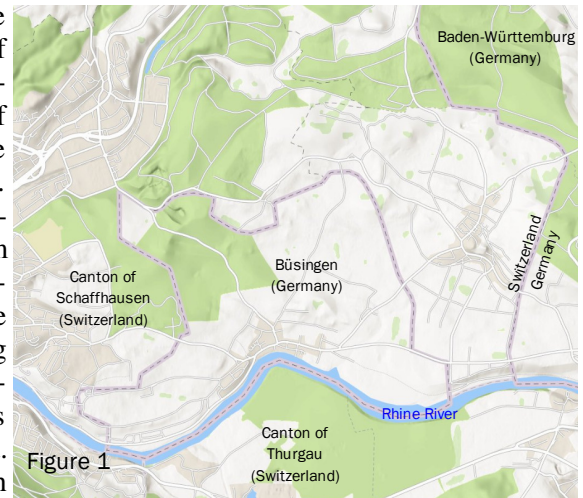 e
f
-
f
e
.
-
n
-
e
g
-
s
.
n
Baden-Württemburg
(Germany)
Switzerland
Germany
Büsingen
(Germany)
Canton of
Schaffhausen
(Switzerland)
Rhine River
Canton of
Thurgau
(Switzerland)
Figure 1